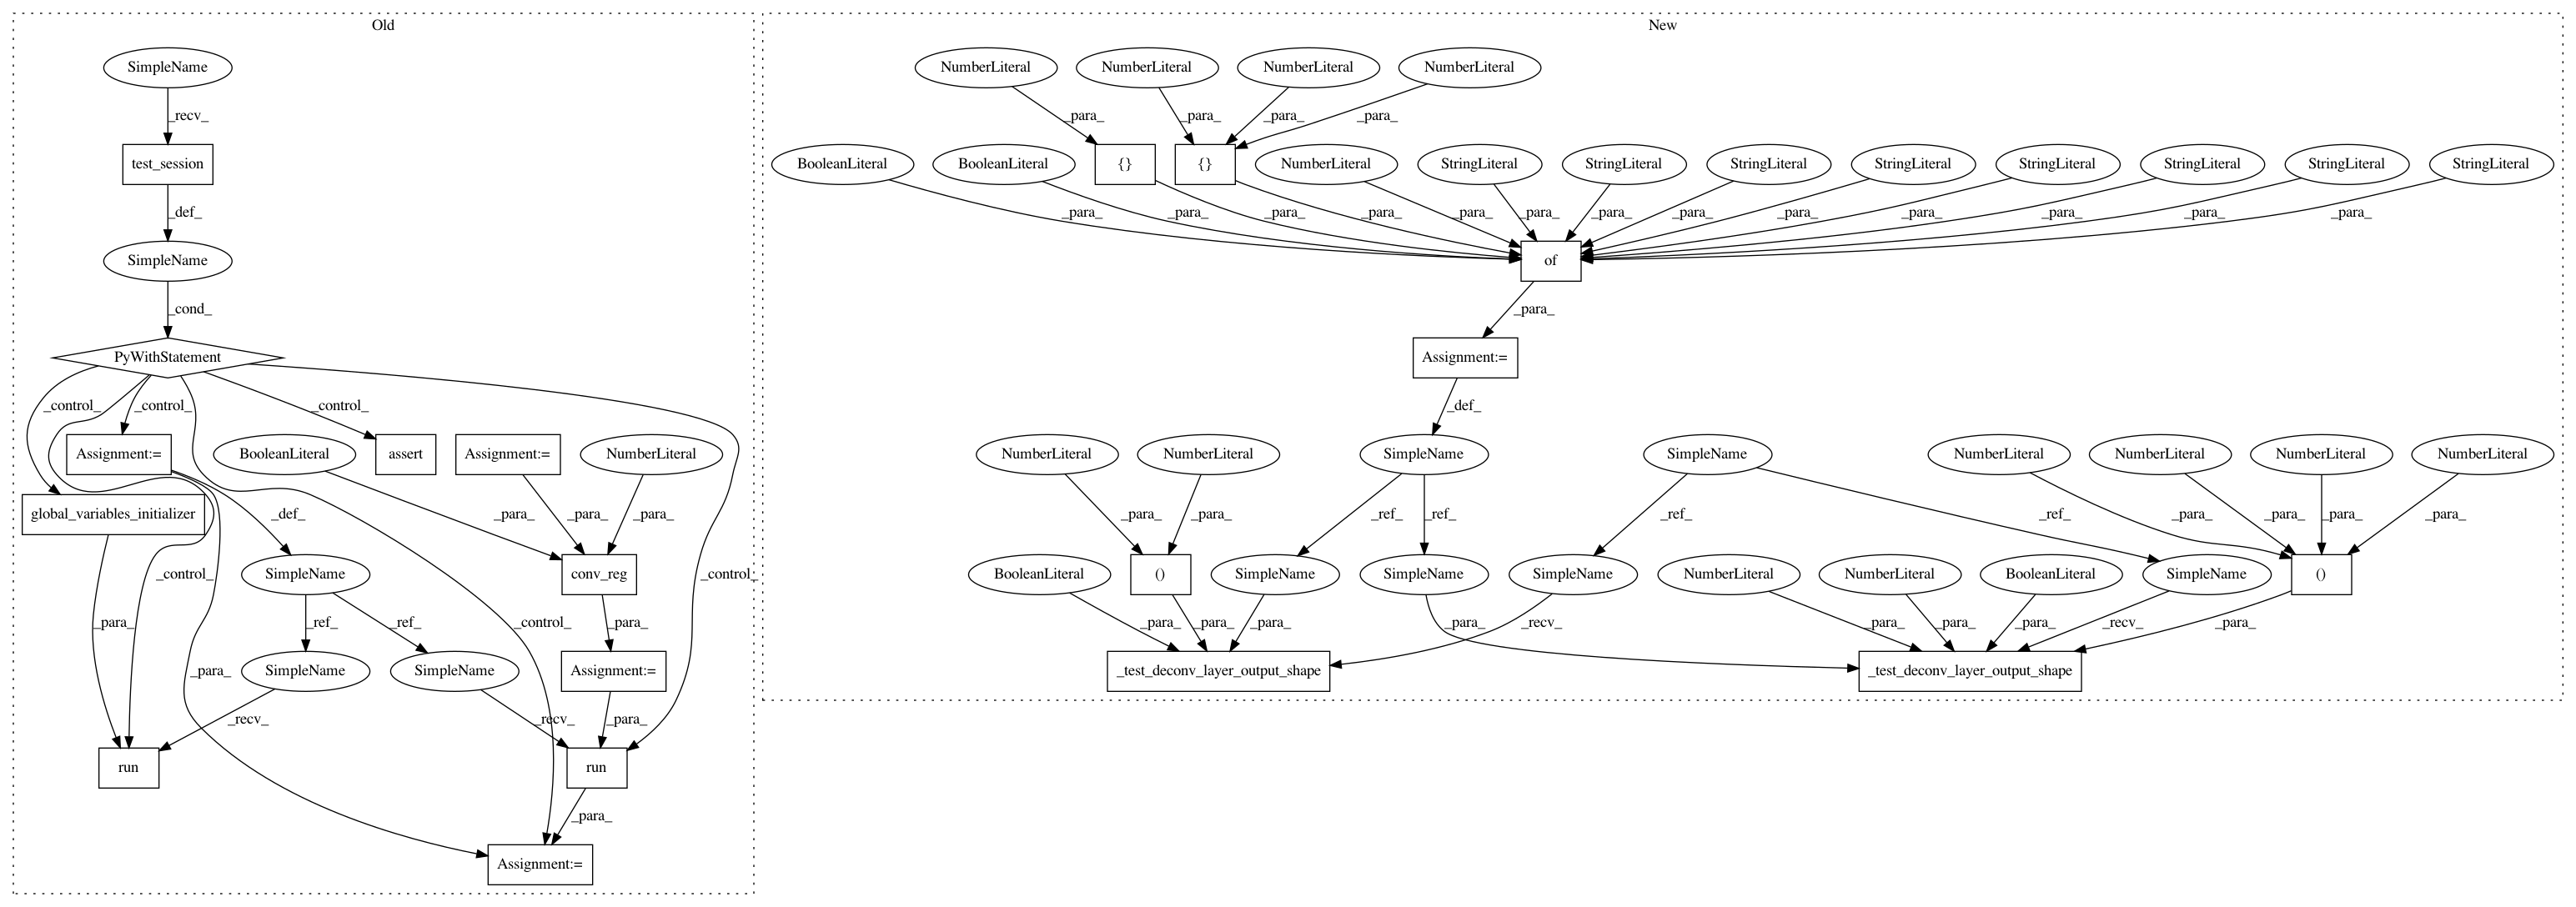 Old
New
SimpleName
NumberLiteral
NumberLiteral
NumberLiteral
NumberLiteral
_recv_
_para_
_para_
_para_
_para_
test_session
BooleanLiteral
BooleanLiteral
{}
{}
NumberLiteral
StringLiteral
StringLiteral
StringLiteral
StringLiteral
StringLiteral
StringLiteral
StringLiteral
StringLiteral
_def_
_para_
_para_
_para_
_para_
_para_
_para_
_para_
_para_
_para_
_para_
_para_
_para_
_para_
SimpleName
of
_cond_
_para_
PyWithStatement
Assignment:=
_control_
_control_
_control_
_def_
Assignment:=
BooleanLiteral
assert
Assignment:=
NumberLiteral
NumberLiteral
NumberLiteral
SimpleName
SimpleName
NumberLiteral
NumberLiteral
NumberLiteral
NumberLiteral
global_variables_initializer
_def_
_para_
_para_
_para_
_para_
_para_
_ref_
_ref_
_ref_
_ref_
_para_
_para_
_para_
_para_
_control_
SimpleName
conv_reg
_control_
BooleanLiteral
()
SimpleName
SimpleName
SimpleName
NumberLiteral
NumberLiteral
BooleanLiteral
SimpleName
()
_para_
_ref_
_ref_
_control_
_para_
_para_
_para_
_para_
_para_
_recv_
_para_
_para_
_para_
_recv_
_para_
_para_
SimpleName
SimpleName
Assignment:=
_test_deconv_layer_output_shape
_test_deconv_layer_output_shape
_recv_
_recv_
_para_
run
run
_para_
Assignment:=